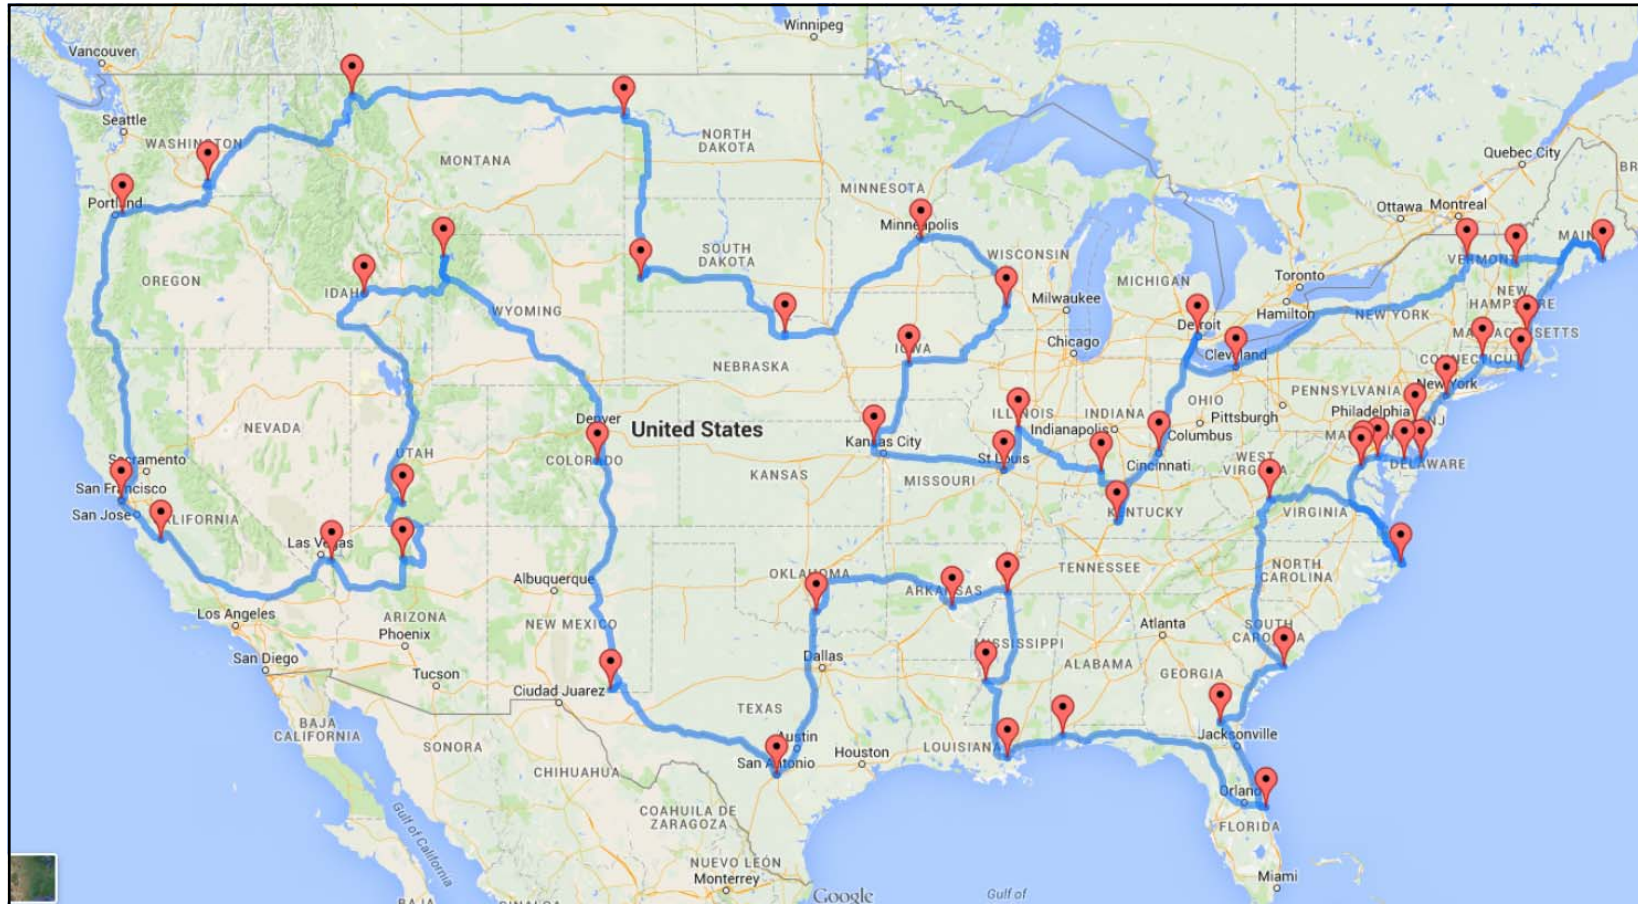 Winnipeg
Vancouver
Seattle
WASHINGTON
NORTH
DAKOTA
MONTANA
Quebec City
MINNESOTA
Portland
Ottawa
Montreal
Minneapolis
MAINE
SOUTH
DAKOTA
WISCONSIN
VERMONT
OREGON
IDAHO
MICHIGAN
Toronto
Milwaukee
Hamilton
NEW
HAMPSHIRE
WYOMING
Detroit
NEW YORK
MASSACHUSETTS
Chicago
IOWA
Cleveland
CONNECTICUT
NEBRASKA
PENNSYLVANIA
New York
OHIO
Philadelphia
Denver
United States
ILLINOIS
INDIANA
Pittsburgh
NJ
NEVADA
Indianapolis
Columbus
Kansas City
UTAH
Sacramento
COLORADO
St Louis
Cincinnati
WEST
VIRGINIA
DELAWARE
San Francisco
KANSAS
MISSOURI
San Jose
CALIFORNIA
KENTUCKY
VIRGINIA
Las Vegas
Albuquerque
OKLAHOMA
TENNESSEE
NORTH
CAROLINA
ARKANSAS
Los Angeles
ARIZONA
NEW MEXICO
Atlanta
SOUTH
CAROLINA
Phoenix
MISSISSIPPI
San Diego
Dallas
ALABAMA
Tucson
GEORGIA
Ciudad Juarez
TEXAS
BAJA
CALIFORNIA
SONORA
Austin
Houston
LOUISIANA
Jacksonville
San Antonio
CHIHUAHUA
Orlando
COAHUILA DE
ZARAGOZA
FLORIDA
Gulf of California
NUEVO LEÓN
Monterrey
Miami
Google
Gulf of